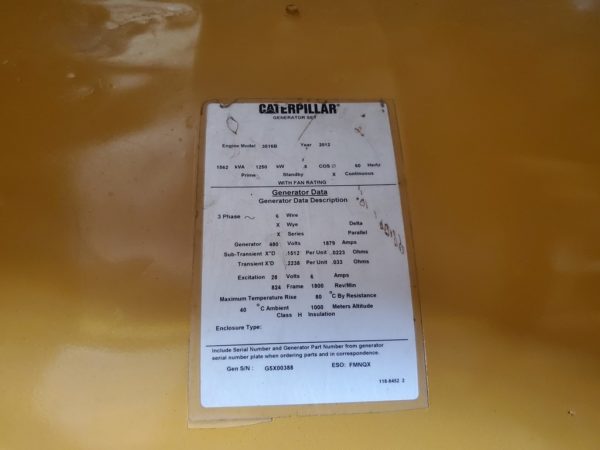 CATERPILLAR®
GENERATOR SET
Engine Model 3516B Year 2012
1562 kVA 1250 kW .8 COS ∅ 60 Hertz
Prime Standby X Continuous
WITH FAN RATING
Generator Data
Generator Data Description
3 Phase ~ 6 Wire
X Wye Delta
X Series Parallel
Generator 480 Volts 1879 Amps
Sub-Transient X"D .1512 Per Unit .0223 Ohms
Transient X'D .2238 Per Unit .033 Ohms
Excitation 28 Volts 6 Amps
824 Frame 1800 Rev/Min
Maximum Temperature Rise 80 °C By Resistance
40 °C Ambient 1000 Meters Altitude
Class H Insulation
Enclosure Type:
Include Serial Number and Generator Part Number from generator
serial number plate when ordering parts and in correspondence.
Gen S/N : G5X00388 ESO: FMNQX
118-8452 2